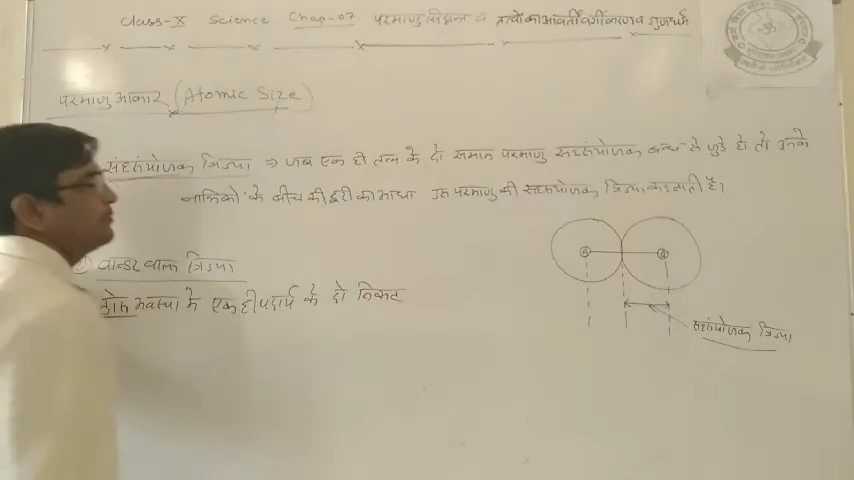 Class-X Science Chap-07 परमाणु सिद्धान्त व तत्वों का आवर्ती वर्गीकरण व गुणधर्म
परमाणु आकार (Atomic Size)
सहसंयोजक त्रिज्या ⇒ जब एक ही तत्व के दो समान परमाणु सहसंयोजक बन्ध से जुड़े हो तो उनके
नाभिको के बीच की दूरी का आधा उस परमाणु की सहसंयोजक त्रिज्या कहलाती है।
वान्डर वाल त्रिज्या
ठोस अवस्था मे एक ही पदार्थ के दो निकट
सहसंयोजक त्रिज्या